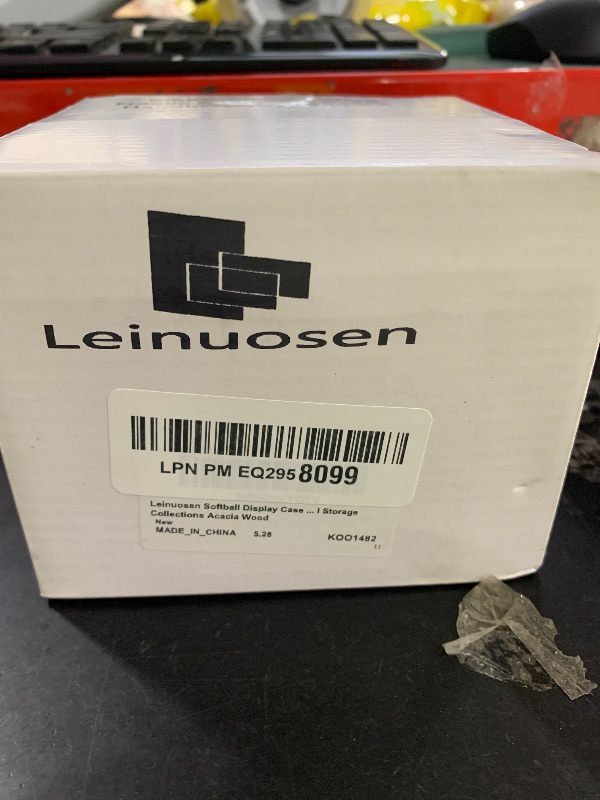 Leinuosen
LPN PM EQ2958099
Leinuosen Softball Display Case ... l Storage
Collections Acacia Wood
New
MADE_IN_CHINA 5.28 KOO1482